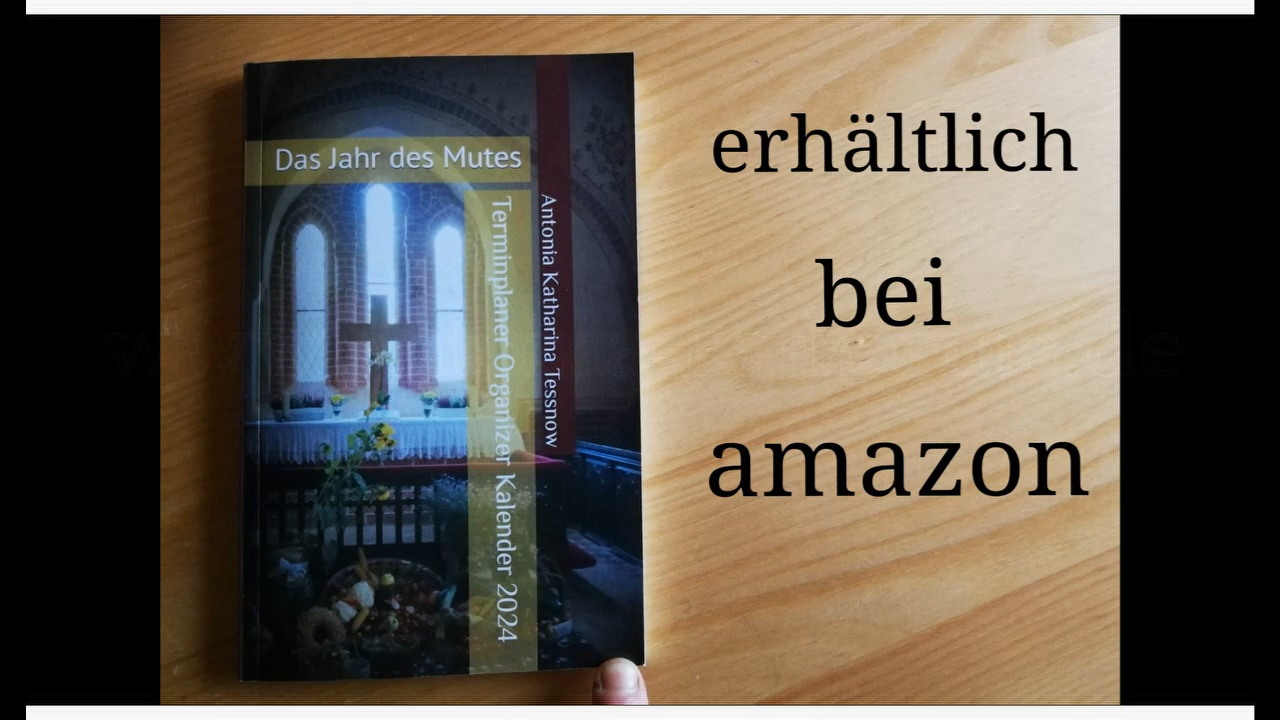 Das Jahr des Mutes
Antonia Katharina Tessnow
Terminplaner Organizer Kalender 2024
erhältlich
bei
amazon